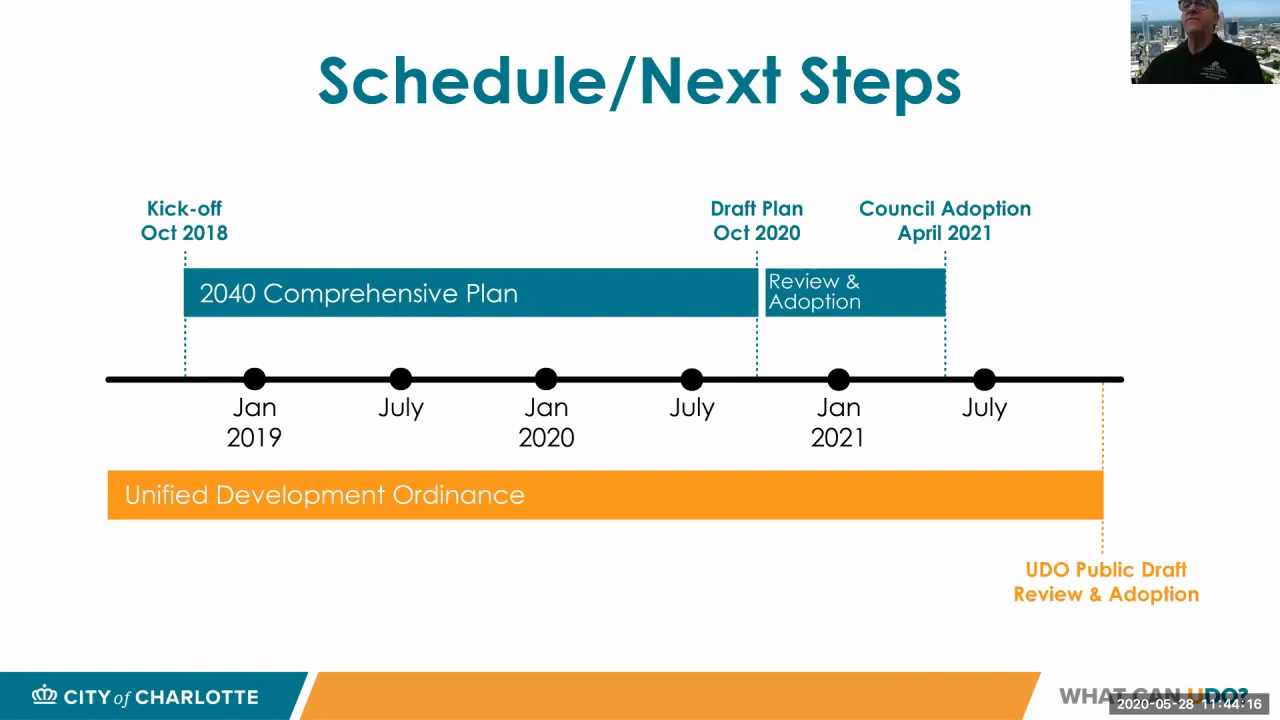 Schedule/Next Steps
Kick-off
Oct 2018
Draft Plan
Oct 2020
Council Adoption
April 2021
2040 Comprehensive Plan
Review &
Adoption
Jan
2019
July
Jan
2020
July
Jan
2021
July
Unified Development Ordinance
UDO Public Draft
Review & Adoption
CITY of CHARLOTTE
WHAT CAN UDO?
2020-05-28 11:44:16